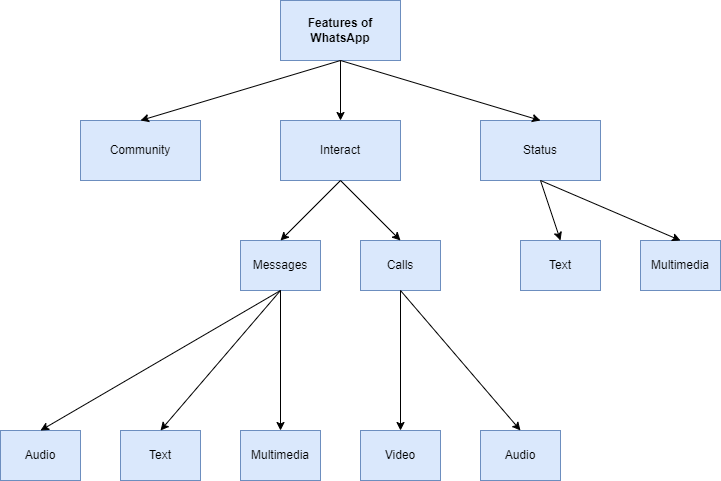 Features of
WhatsApp
Community
Interact
Status
Messages
Calls
Text
Multimedia
Audio
Text
Multimedia
Video
Audio